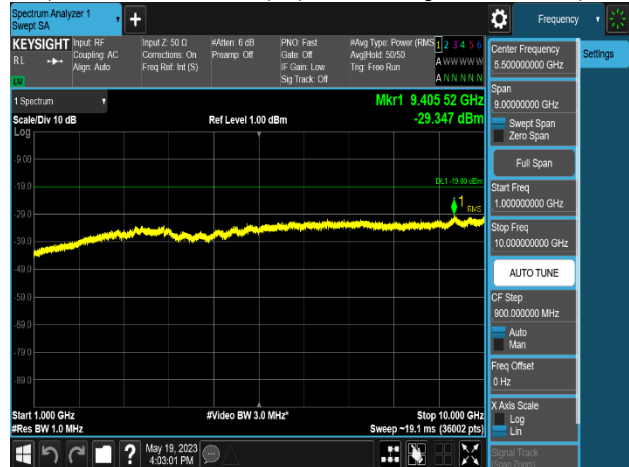 Spectrum Analyzer 1
Swept SA
Frequency
KEYSIGHT
Input: RF
Coupling: AC
Align: Auto
Input Z: 50 Ω
Corrections: On
Freq Ref: Int (S)
#Atten: 6 dB
Preamp: Off
PNO: Fast
Gate: Off
IF Gain: Low
Sig Track: Off
#Avg Type: Power (RMS
Avg|Hold: 50/50
Trig: Free Run
1 2 3 4 5 6
A W W W W W
A N N N N N
RL
LM
Settings
Center Frequency
5.500000000 GHz
Span
9.00000000 GHz
Swept Span
Zero Span
Full Span
Start Freq
1.000000000 GHz
Stop Freq
10.000000000 GHz
AUTO TUNE
CF Step
900.000000 MHz
Auto
Man
Freq Offset
0 Hz
X Axis Scale
Log
Lin
Signal Track
(Span Zoom)
1 Spectrum
Mkr1 9.405 52 GHz
-29.347 dBm
Scale/Div 10 dB
Ref Level 1.00 dBm
Log
-9.00
-19.0
DL1 -19.00 dBm
1
RMS
-29.0
-39.0
-49.0
-59.0
-69.0
-79.0
-89.0
Start 1.000 GHz
#Video BW 3.0 MHz*
Stop 10.000 GHz
#Res BW 1.0 MHz
Sweep ~19.1 ms (36002 pts)
?
May 19, 2023
4:03:01 PM